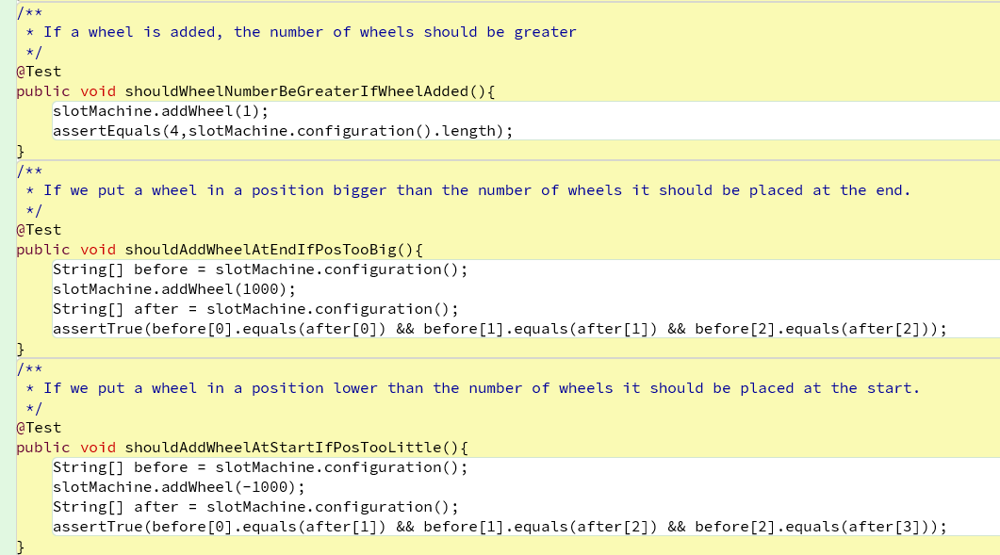 /**
 * If a wheel is added, the number of wheels should be greater
 */
@Test
public void shouldWheelNumberBeGreaterIfWheelAdded(){
    slotMachine.addWheel(1);
    assertEquals(4,slotMachine.configuration().length);
}
/**
 * If we put a wheel in a position bigger than the number of wheels it should be placed at the end.
 */
@Test
public void shouldAddWheelAtEndIfPosTooBig(){
    String[] before = slotMachine.configuration();
    slotMachine.addWheel(1000);
    String[] after = slotMachine.configuration();
    assertTrue(before[0].equals(after[0]) && before[1].equals(after[1]) && before[2].equals(after[2]));
}
/**
 * If we put a wheel in a position lower than the number of wheels it should be placed at the start.
 */
@Test
public void shouldAddWheelAtStartIfPosTooLittle(){
    String[] before = slotMachine.configuration();
    slotMachine.addWheel(-1000);
    String[] after = slotMachine.configuration();
    assertTrue(before[0].equals(after[1]) && before[1].equals(after[2]) && before[2].equals(after[3]));
}